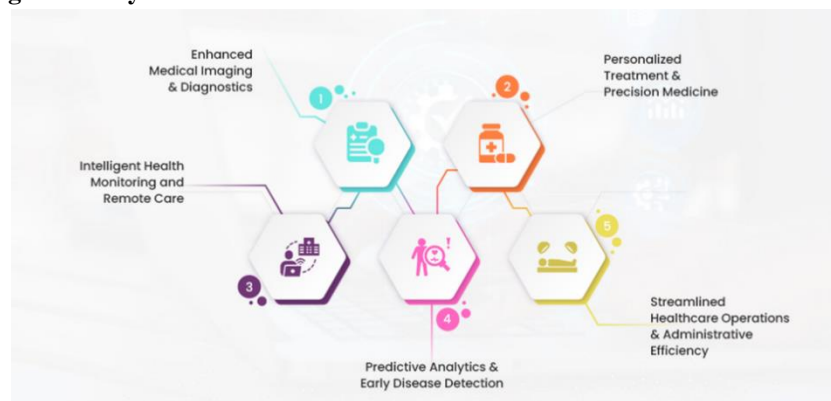 Enhanced
Medical Imaging
& Diagnostics
1
2
Personalized
Treatment &
Precision Medicine
Intelligent Health
Monitoring and
Remote Care
3
4
5
Predictive Analytics &
Early Disease Detection
Streamlined
Healthcare Operations
& Administrative
Efficiency